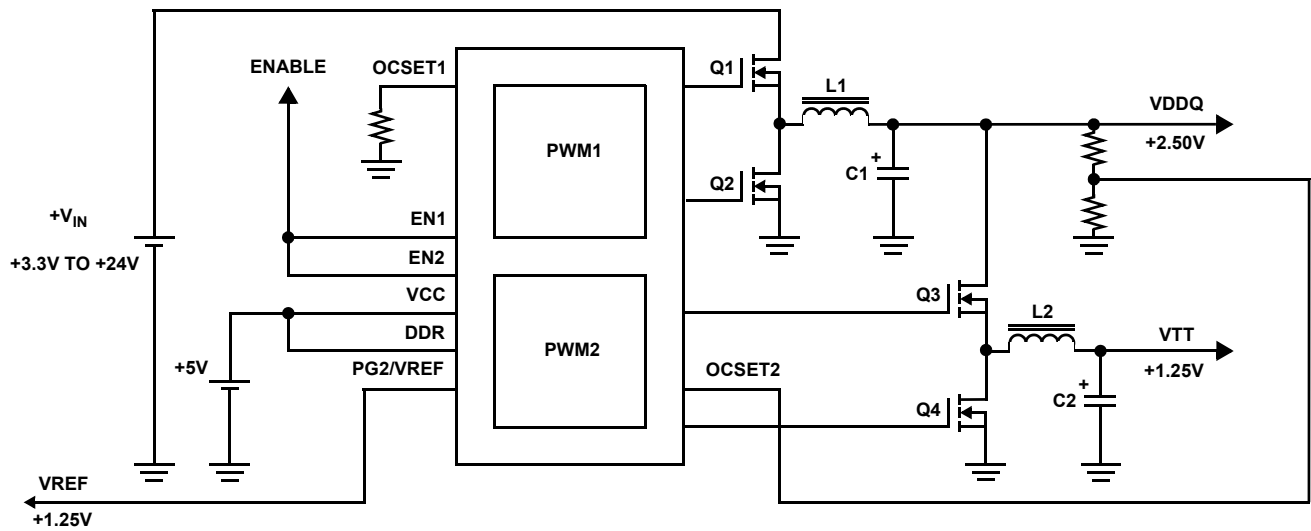 ENABLE
OCSET1
Q1
L1
VDDQ
+2.50V
PWM1
Q2
C1
+
EN1
+VIN
+3.3V TO +24V
EN2
VCC
Q3
L2
DDR
PWM2
VTT
+1.25V
+5V
PG2/VREF
OCSET2
Q4
C2
+
VREF
+1.25V